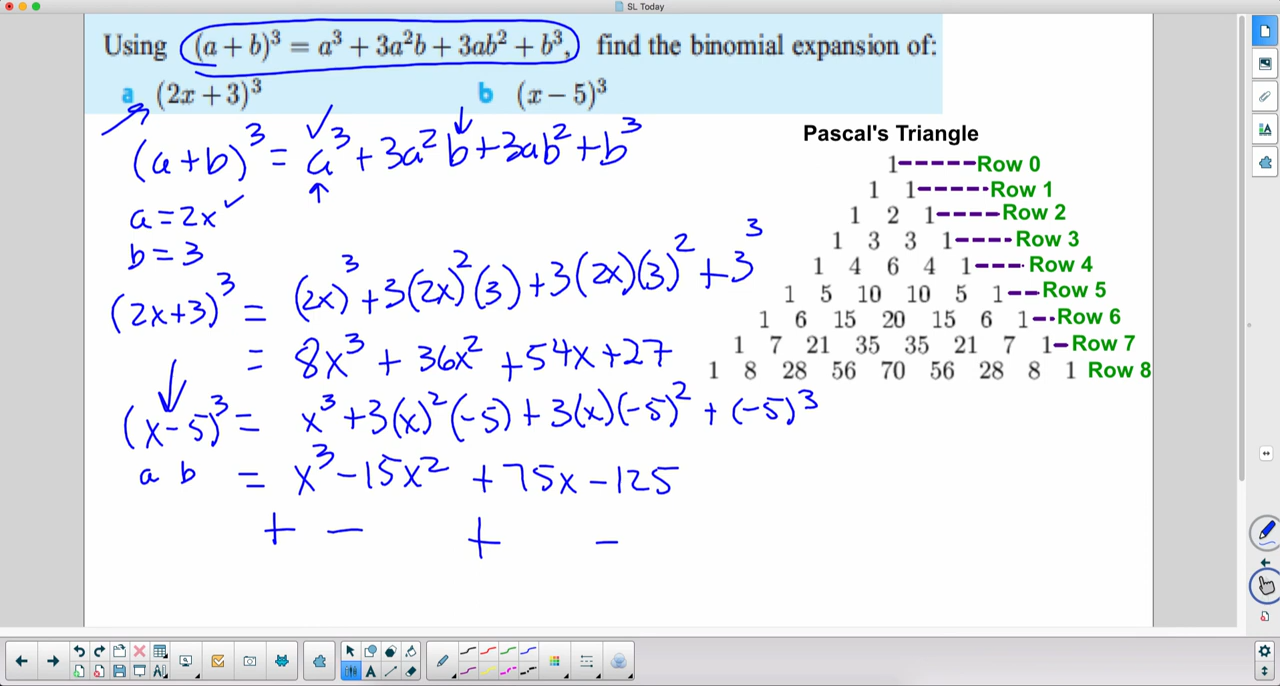 SL Today
Using (a + b)³ = a³ + 3a²b + 3ab² + b³, find the binomial expansion of:
a (2x + 3)³ b (x − 5)³
(a+b)³ = a³ + 3a²b + 3ab² + b³
a = 2x
b = 3
(2x+3)³ = (2x)³ + 3(2x)²(3) + 3(2x)(3)² + 3³
= 8x³ + 36x² + 54x + 27
(x-5)³ = x³ + 3(x)²(-5) + 3(x)(-5)² + (-5)³
a b = x³ - 15x² + 75x - 125
+ - + -
Pascal's Triangle
1 Row 0
1 1 Row 1
1 2 1 Row 2
1 3 3 1 Row 3
1 4 6 4 1 Row 4
1 5 10 10 5 1 Row 5
1 6 15 20 15 6 1 Row 6
1 7 21 35 35 21 7 1 Row 7
1 8 28 56 70 56 28 8 1 Row 8